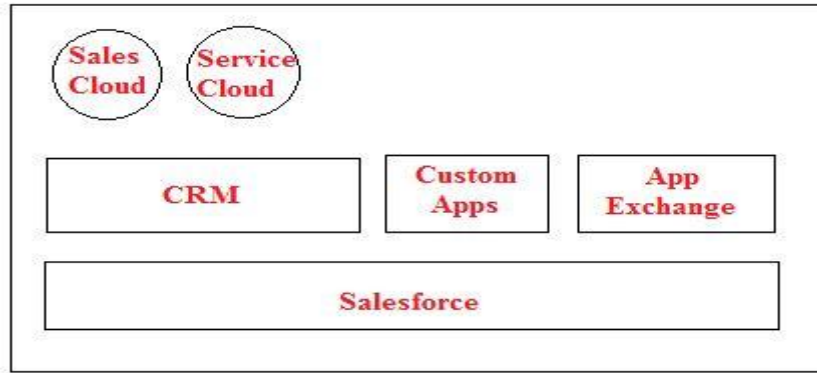 Sales
Cloud
Service
Cloud
CRM
Custom
Apps
App
Exchange
Salesforce